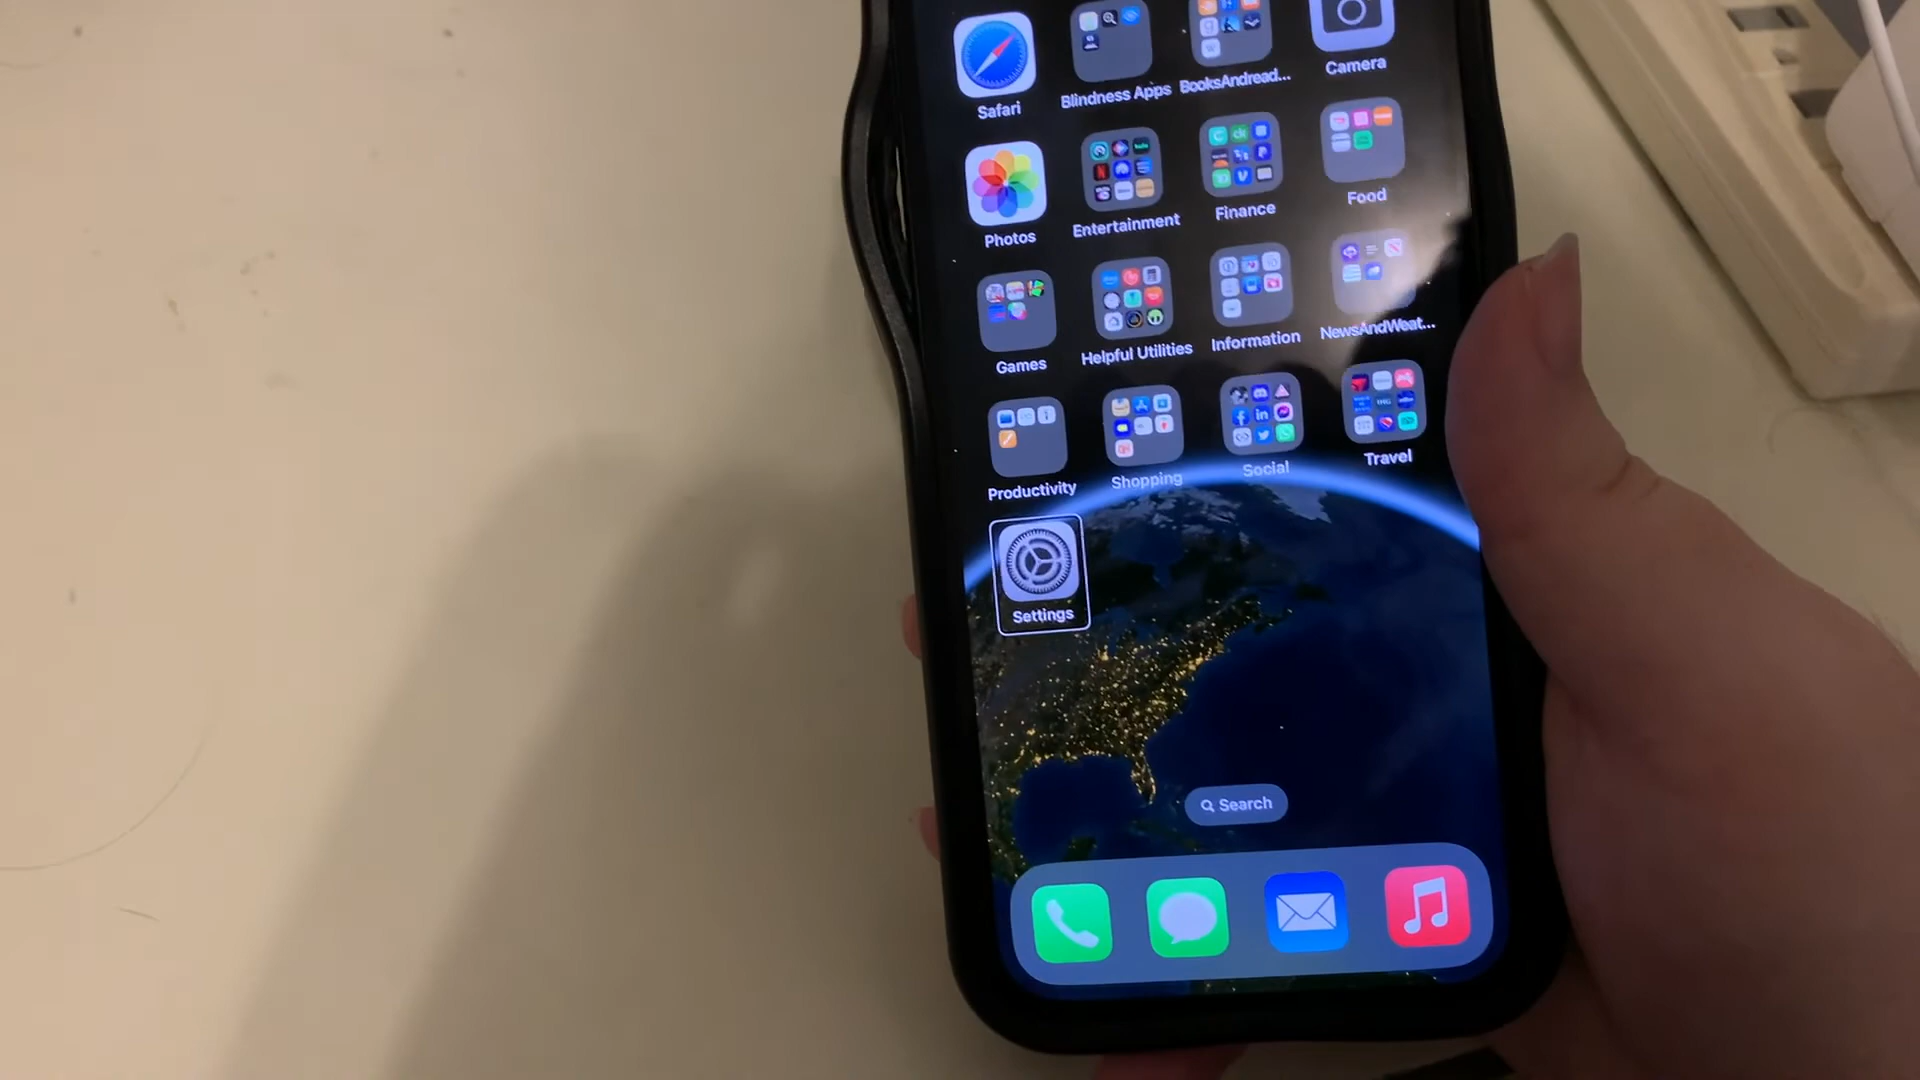 Safari
Blindness Apps
BooksAndread...
Camera
Photos
Entertainment
Finance
Food
Games
Helpful Utilities
Information
NewsAndWeat...
Productivity
Shopping
Social
Travel
Settings
Search